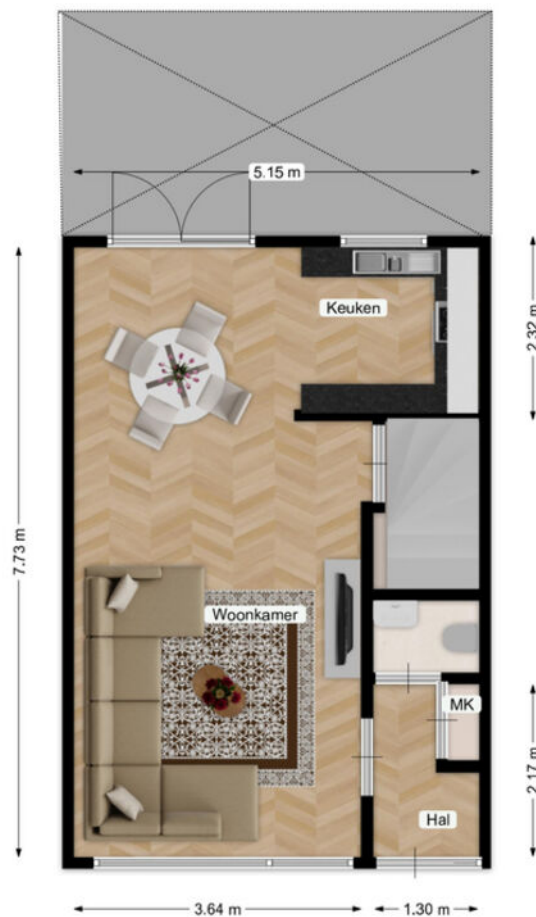 5.15 m
Keuken
2.32 m
7.73 m
Woonkamer
MK
2.17 m
Hal
3.64 m
1.30 m